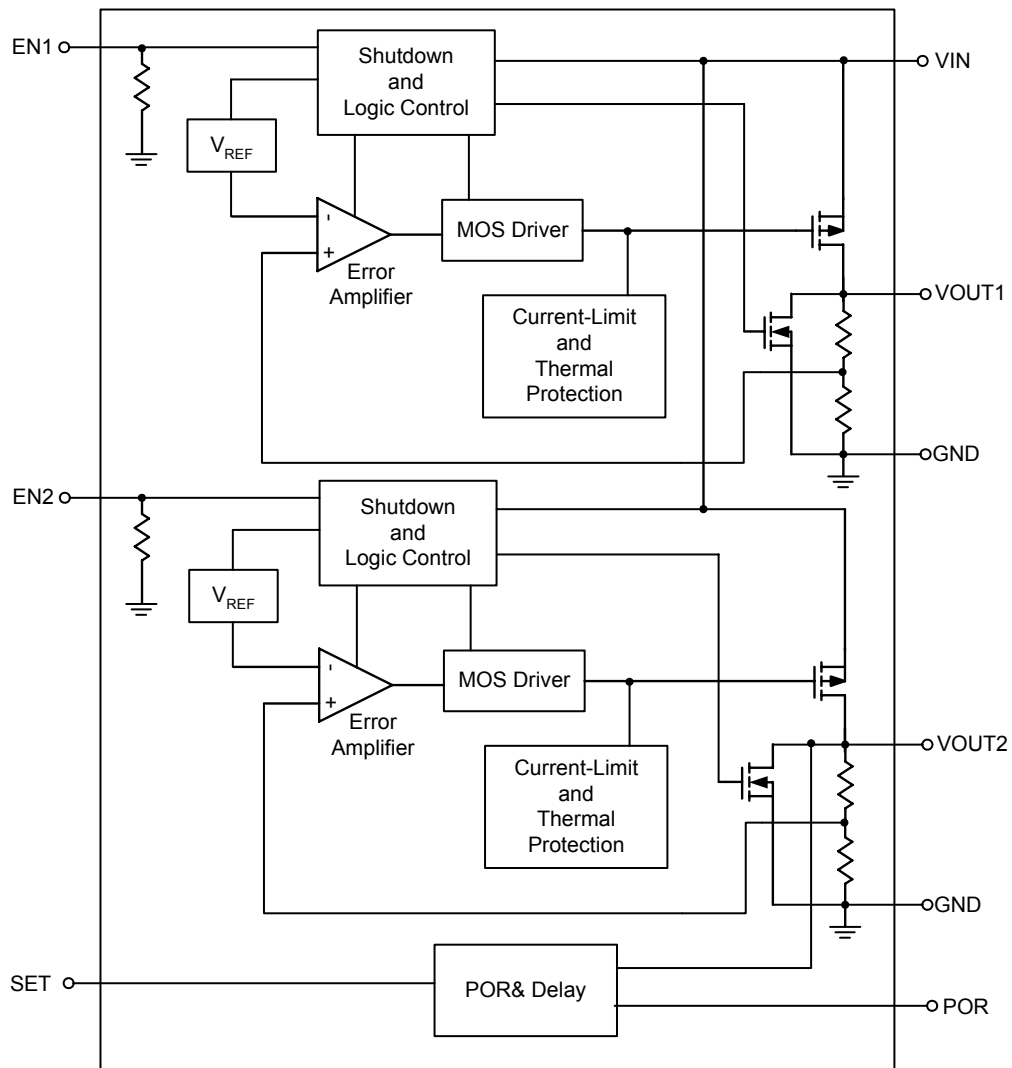 EN1
Shutdown
and
Logic Control
VIN
VREF
-
+
Error
Amplifier
MOS Driver
Current-Limit
and
Thermal
Protection
VOUT1
GND
EN2
Shutdown
and
Logic Control
VREF
-
+
Error
Amplifier
MOS Driver
Current-Limit
and
Thermal
Protection
VOUT2
GND
SET
POR& Delay
POR